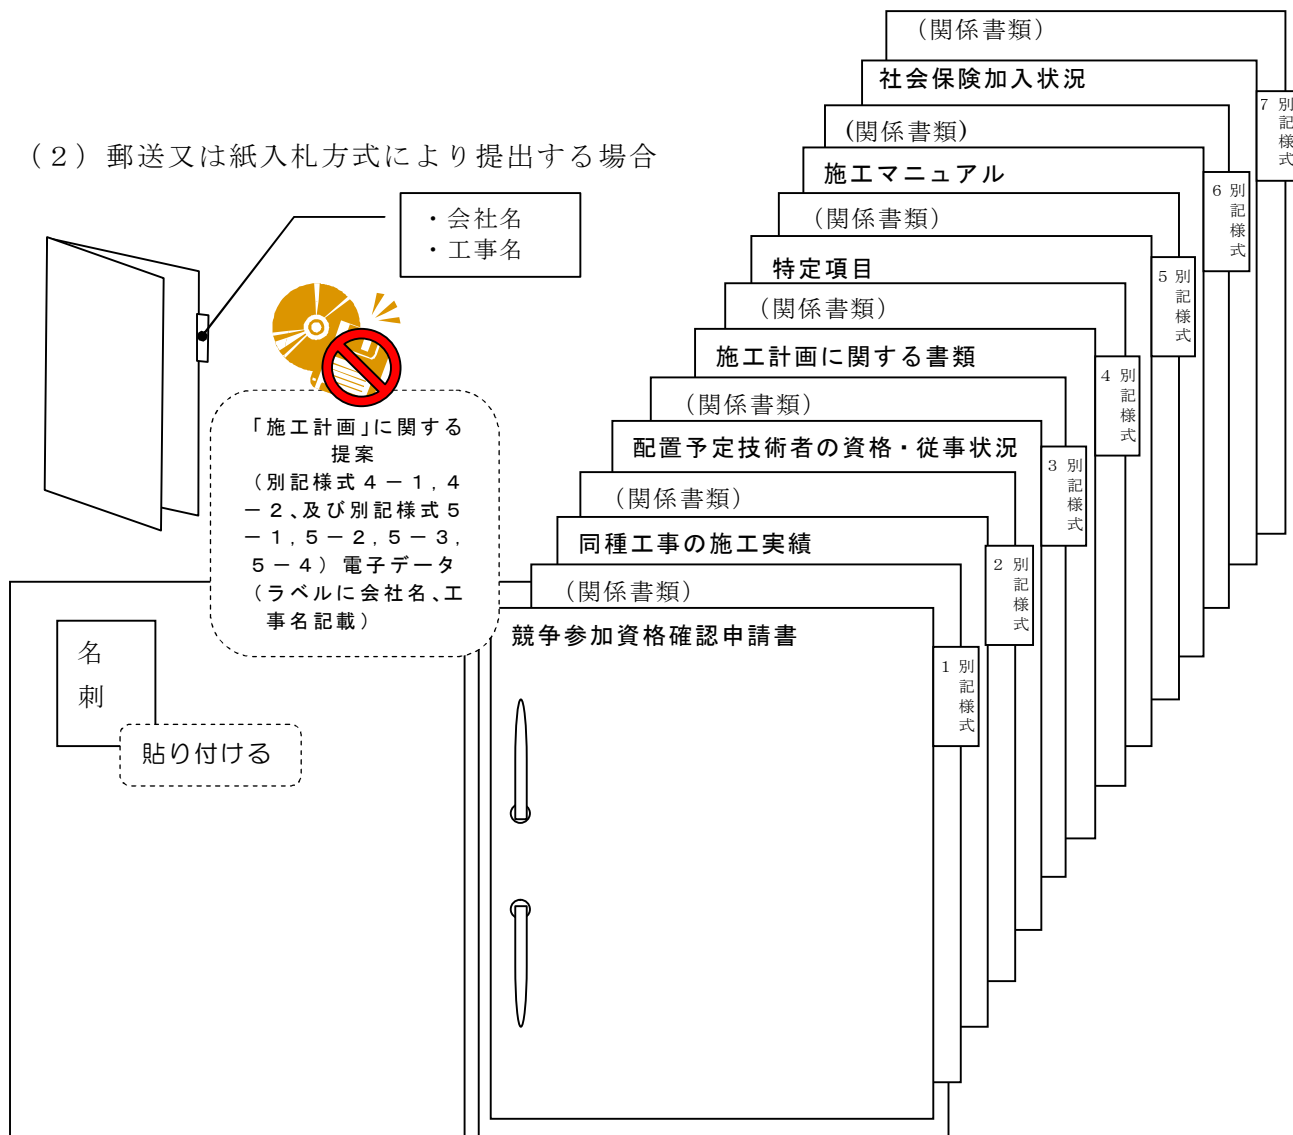 （２）郵送又は紙入札方式により提出する場合
・会社名
・工事名
「施工計画」に関する
提案
（別記様式４－１，４
－２、及び別記様式５
－１，５－２，５－３，
５－４）電子データ
（ラベルに会社名、工
事名記載）
名
刺
貼り付ける
（関係書類）
社会保険加入状況
(関係書類)
施工マニュアル
（関係書類）
特定項目
（関係書類）
施工計画に関する書類
（関係書類）
配置予定技術者の資格・従事状況
（関係書類）
同種工事の施工実績
（関係書類）
競争参加資格確認申請書
別記様式
７
別記様式
６
別記様式
５
別記様式
４
別記様式
３
別記様式
２
別記様式
１